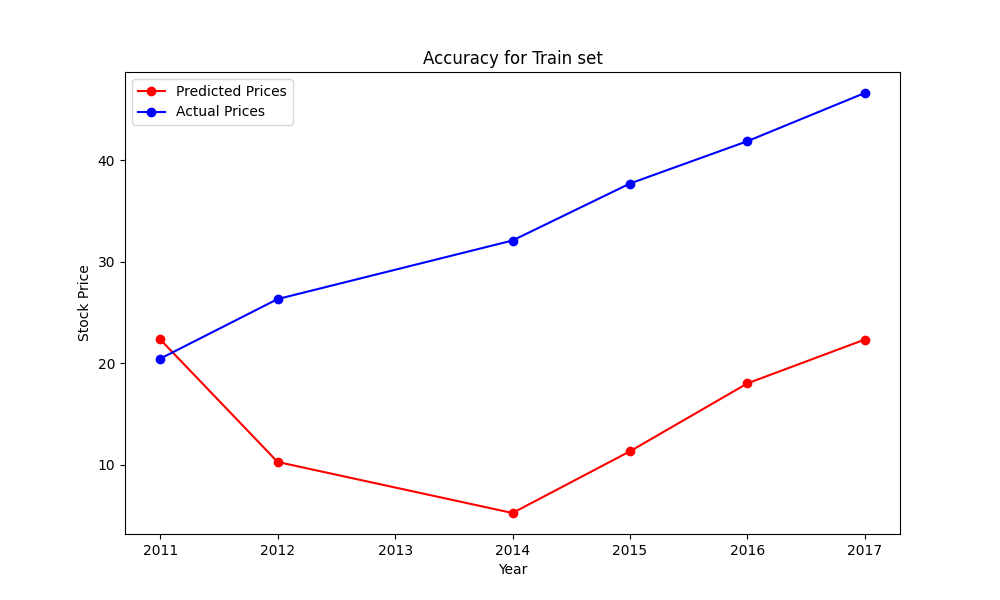 Accuracy for Train set
Predicted Prices
Actual Prices
Stock Price
40
30
20
10
2011
2012
2013
2014
2015
2016
2017
Year